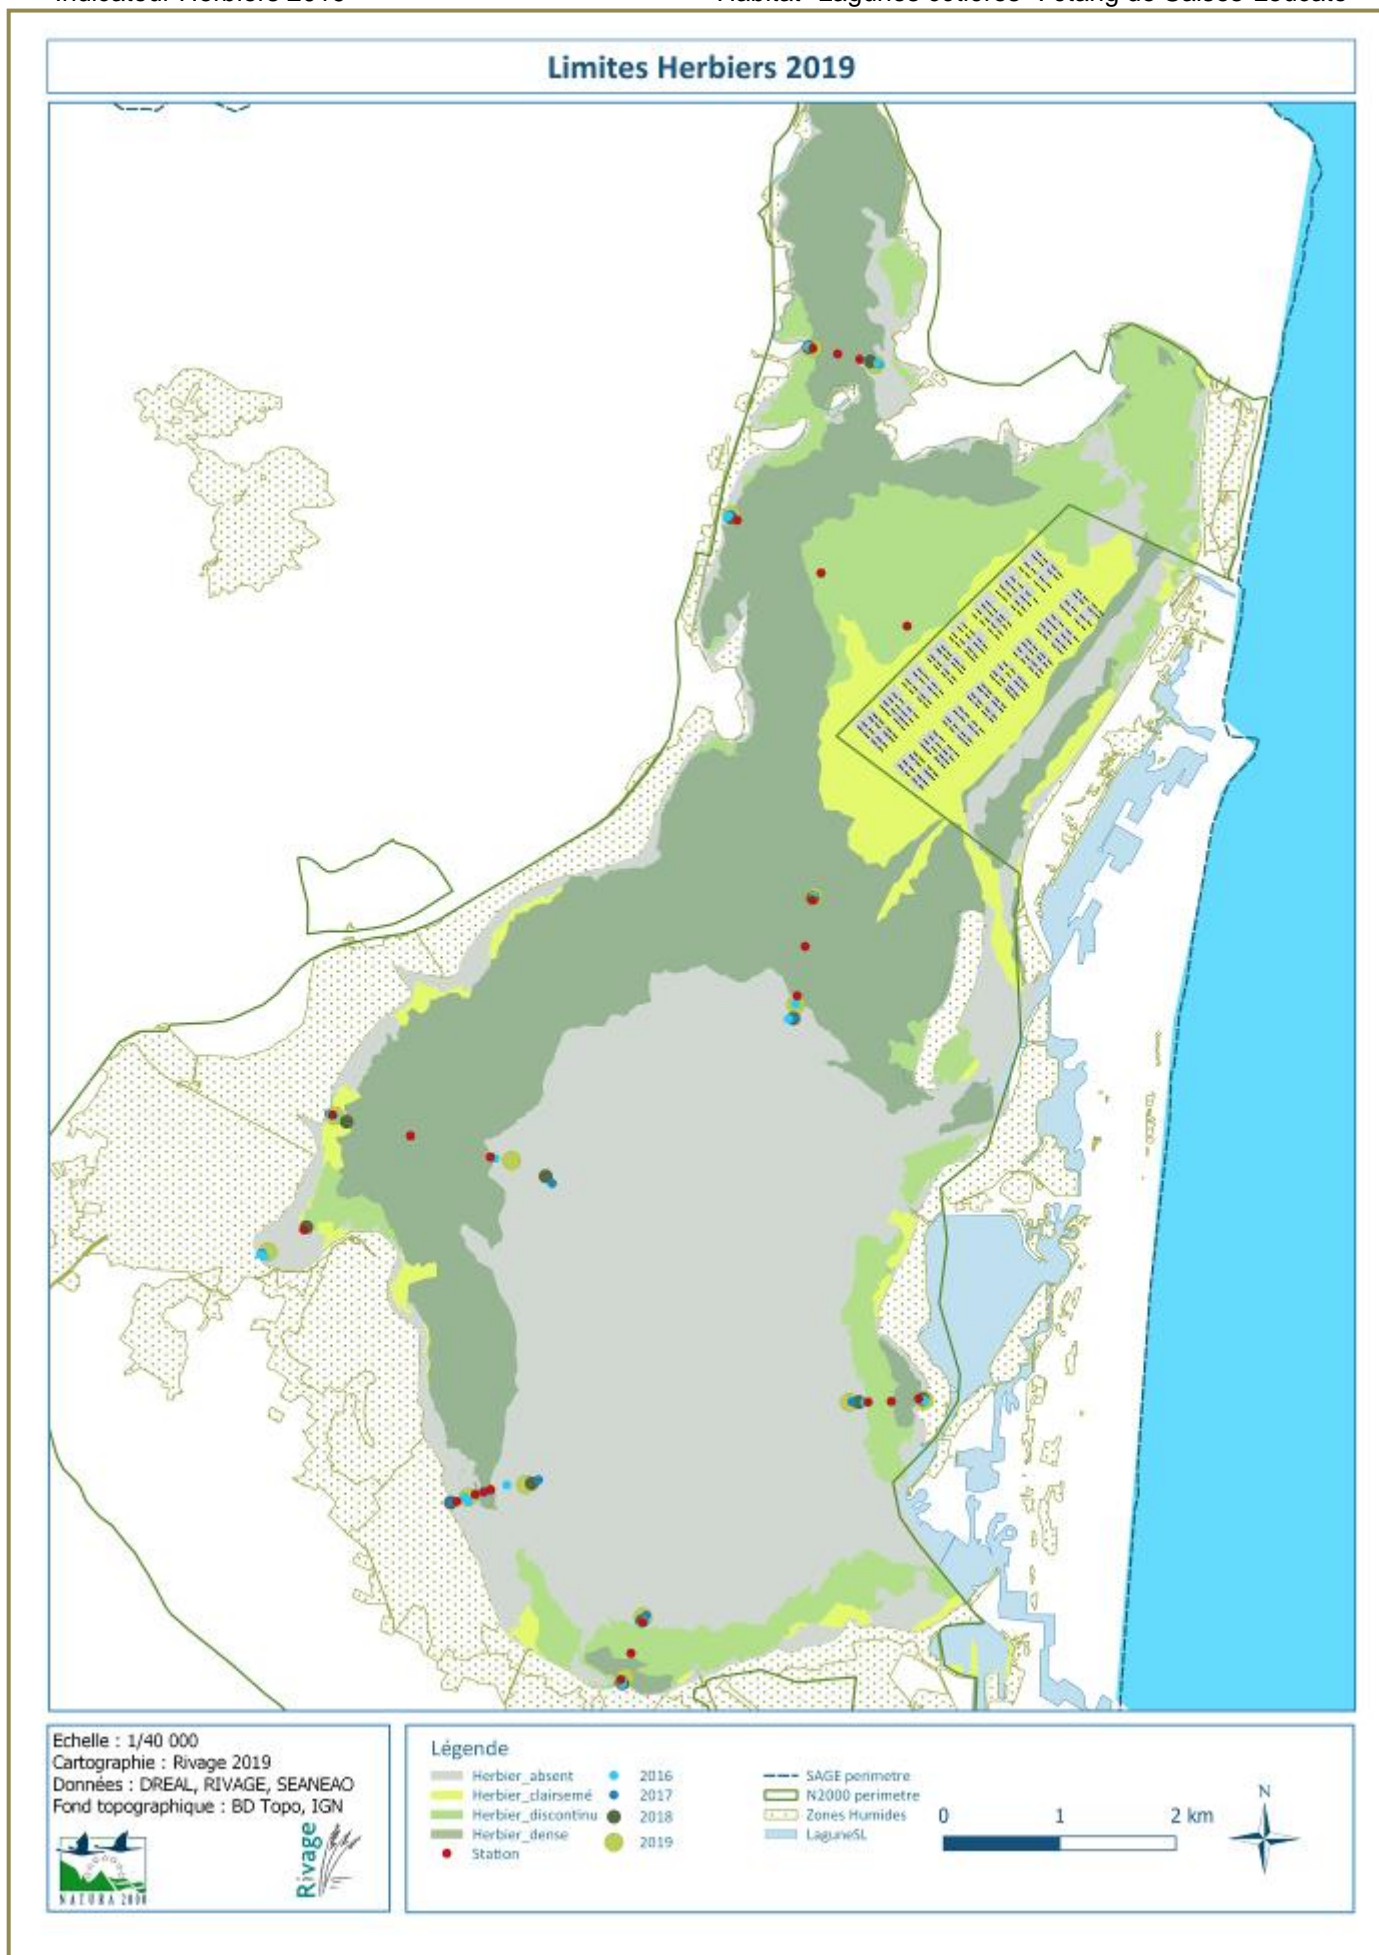 Limites Herbiers 2019
Echelle : 1/40 000
Cartographie : Rivage 2019
Données : DREAL, RIVAGE, SEANEAO
Fond topographique : BD Topo, IGN
NATURA 2000
Rivage
Légende
Herbier_absent
Herbier_clairsemé
Herbier_discontinu
Herbier_dense
Station
2016
2017
2018
2019
SAGE perimetre
N2000 perimetre
Zones Humides
LaguneSL
0 1 2 km
N